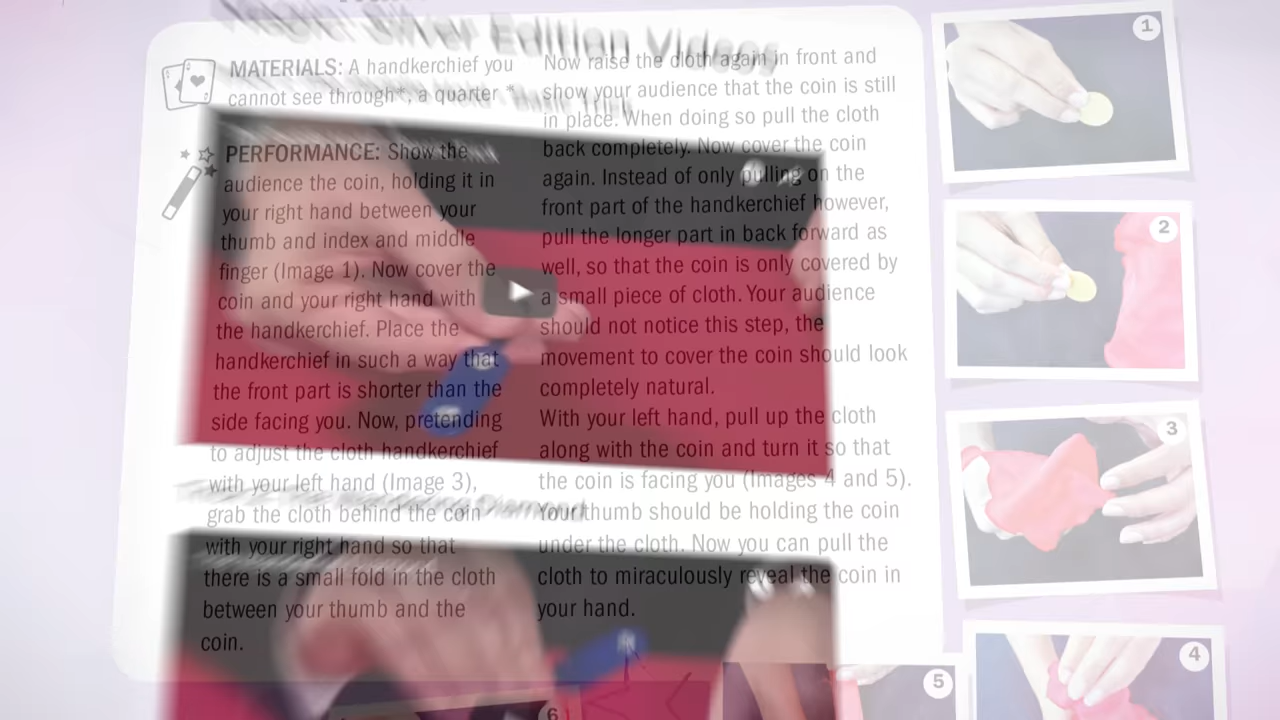 Silver Edition Videos
MATERIALS: A handkerchief you
cannot see through*, a quarter *
PERFORMANCE: Show the
audience the coin, holding it in
your right hand between your
thumb and index and middle
finger (Image 1). Now cover the
coin and your right hand with
the handkerchief. Place the
handkerchief in such a way that
the front part is shorter than the
side facing you. Now, pretending
to adjust the cloth handkerchief
with your left hand (Image 3),
grab the cloth behind the coin
with your right hand so that
there is a small fold in the cloth
between your thumb and the
coin.
Now raise the cloth again in front and
show your audience that the coin is still
in place. When doing so pull the cloth
back completely. Now cover the coin
again. Instead of only pulling on the
front part of the handkerchief however,
pull the longer part in back forward as
well, so that the coin is only covered by
a small piece of cloth. Your audience
should not notice this step, the
movement to cover the coin should look
completely natural.
With your left hand, pull up the cloth
along with the coin and turn it so that
the coin is facing you (Images 4 and 5).
Your thumb should be holding the coin
under the cloth. Now you can pull the
cloth to miraculously reveal the coin in
your hand.
1
2
3
4
5
6